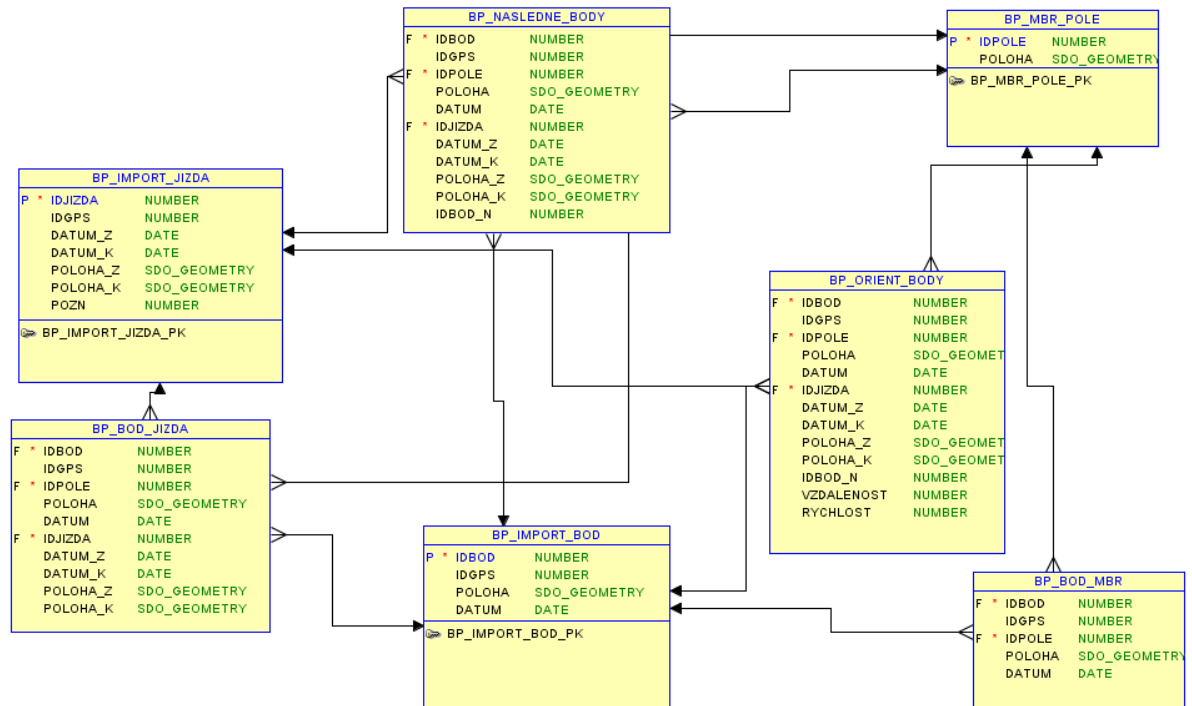 BP_NASLEDNE_BODY
F * IDBOD NUMBER
IDGPS NUMBER
F * IDPOLE NUMBER
POLOHA SDO_GEOMETRY
DATUM DATE
F * IDJIZDA NUMBER
DATUM_Z DATE
DATUM_K DATE
POLOHA_Z SDO_GEOMETRY
POLOHA_K SDO_GEOMETRY
IDBOD_N NUMBER
BP_MBR_POLE
P * IDPOLE NUMBER
POLOHA SDO_GEOMETRY
BP_MBR_POLE_PK
BP_IMPORT_JIZDA
P * IDJIZDA NUMBER
IDGPS NUMBER
DATUM_Z DATE
DATUM_K DATE
POLOHA_Z SDO_GEOMETRY
POLOHA_K SDO_GEOMETRY
POZN NUMBER
BP_IMPORT_JIZDA_PK
BP_ORIENT_BODY
F * IDBOD NUMBER
IDGPS NUMBER
F * IDPOLE NUMBER
POLOHA SDO_GEOMET
DATUM DATE
F * IDJIZDA NUMBER
DATUM_Z DATE
DATUM_K DATE
POLOHA_Z SDO_GEOMET
POLOHA_K SDO_GEOMET
IDBOD_N NUMBER
VZDALENOST NUMBER
RYCHLOST NUMBER
BP_BOD_JIZDA
F * IDBOD NUMBER
IDGPS NUMBER
F * IDPOLE NUMBER
POLOHA SDO_GEOMETRY
DATUM DATE
F * IDJIZDA NUMBER
DATUM_Z DATE
DATUM_K DATE
POLOHA_Z SDO_GEOMETRY
POLOHA_K SDO_GEOMETRY
BP_IMPORT_BOD
P * IDBOD NUMBER
IDGPS NUMBER
POLOHA SDO_GEOMETRY
DATUM DATE
BP_IMPORT_BOD_PK
BP_BOD_MBR
F * IDBOD NUMBER
IDGPS NUMBER
F * IDPOLE NUMBER
POLOHA SDO_GEOMETRY
DATUM DATE